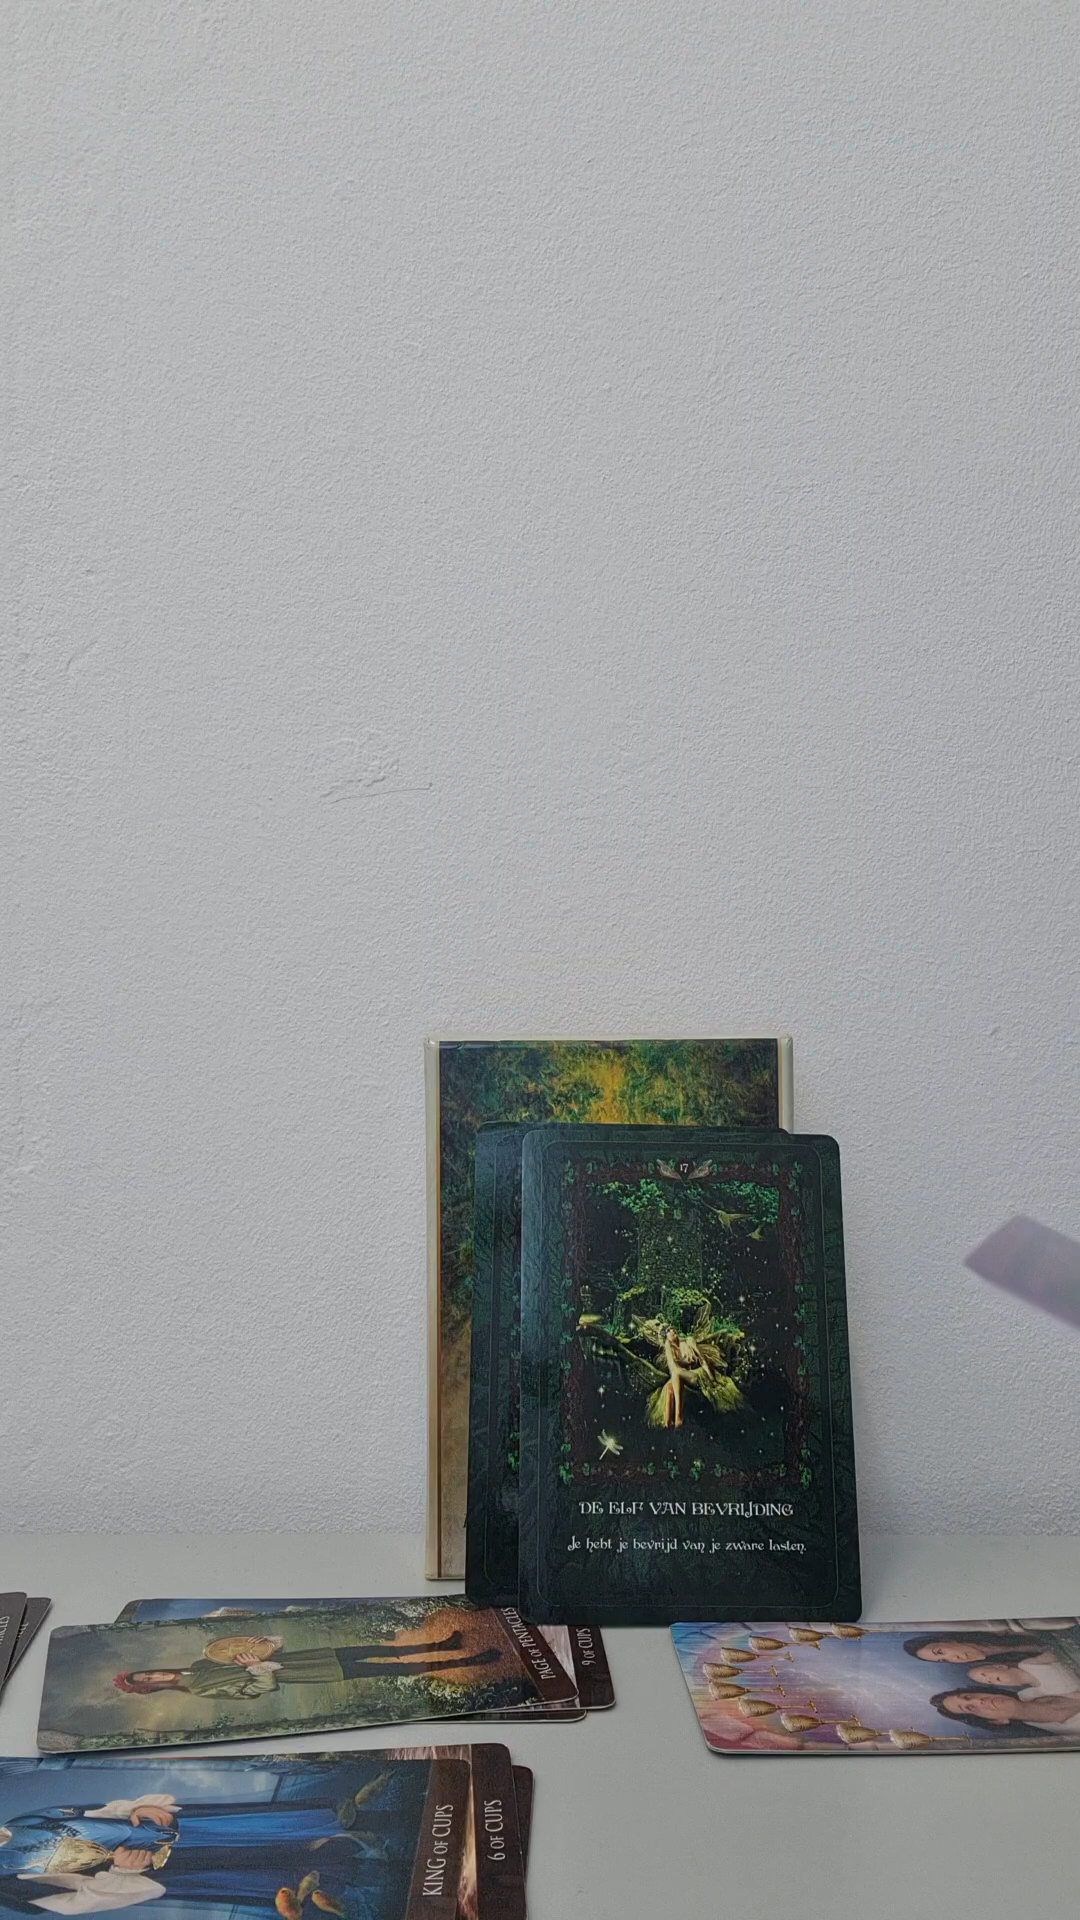 17
DE ELF VAN BEVRIJDING
Je hebt je bevrijd van je zware lasten.
PAGE OF PENTACLES
9 OF CUPS
KING OF CUPS
6 OF CUPS